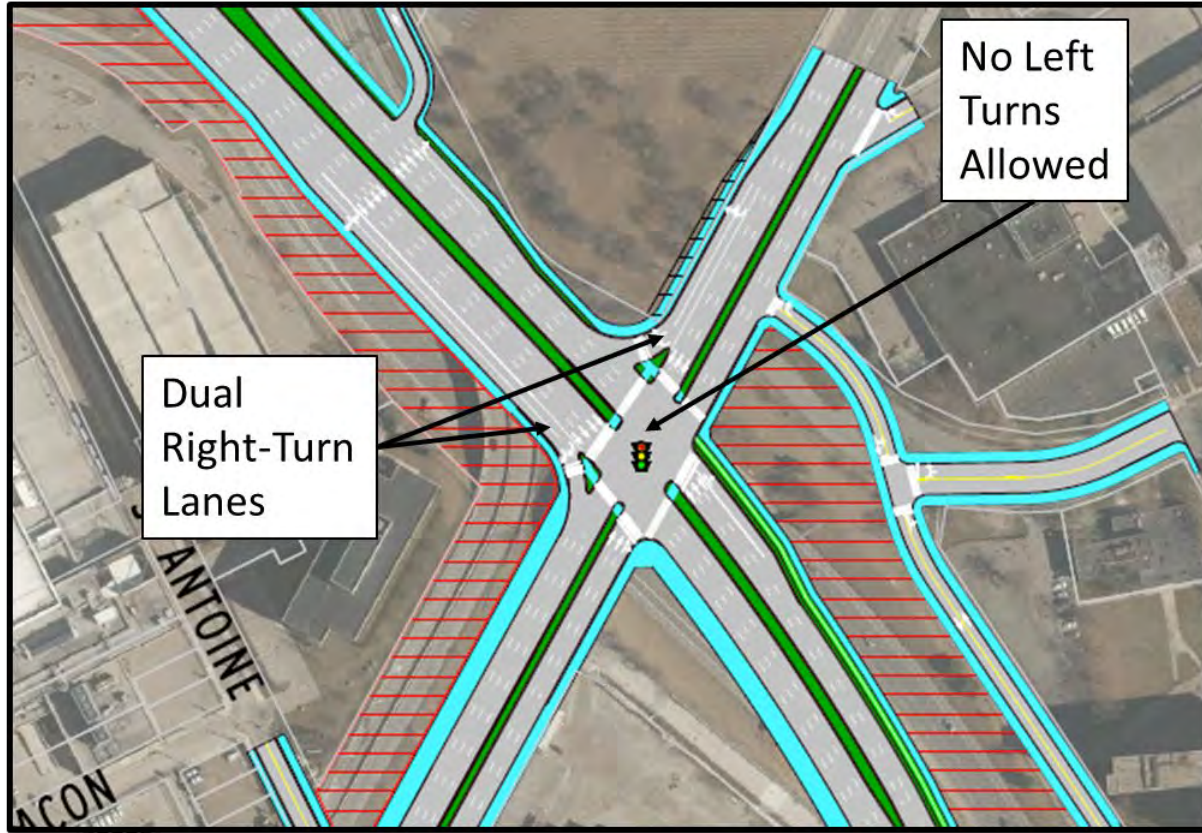 No Left
Turns
Allowed
Dual
Right-Turn
Lanes
ANTOINE
ACON